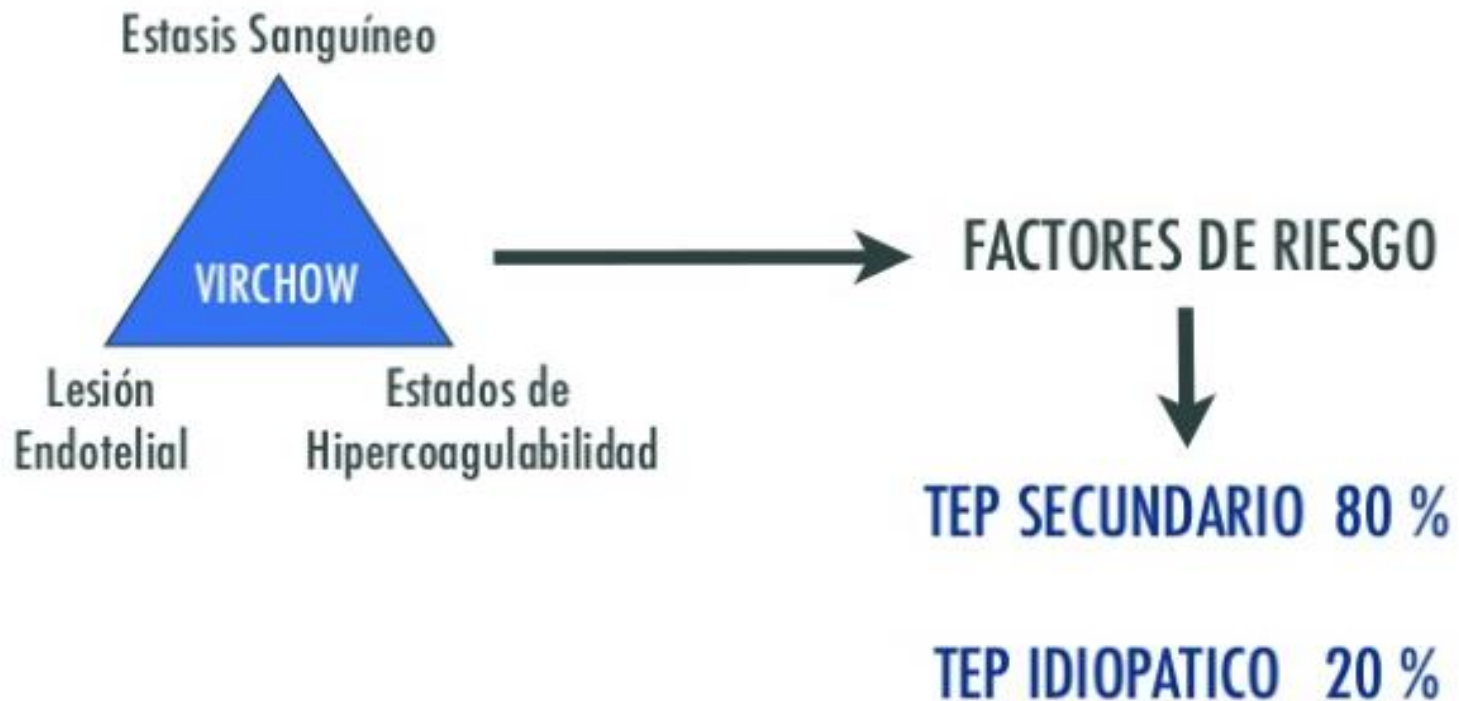 Estasis Sanguíneo
VIRCHOW
Lesión
Endotelial
Estados de
Hipercoagulabilidad
FACTORES DE RIESGO
TEP SECUNDARIO 80 %
TEP IDIOPATICO 20 %